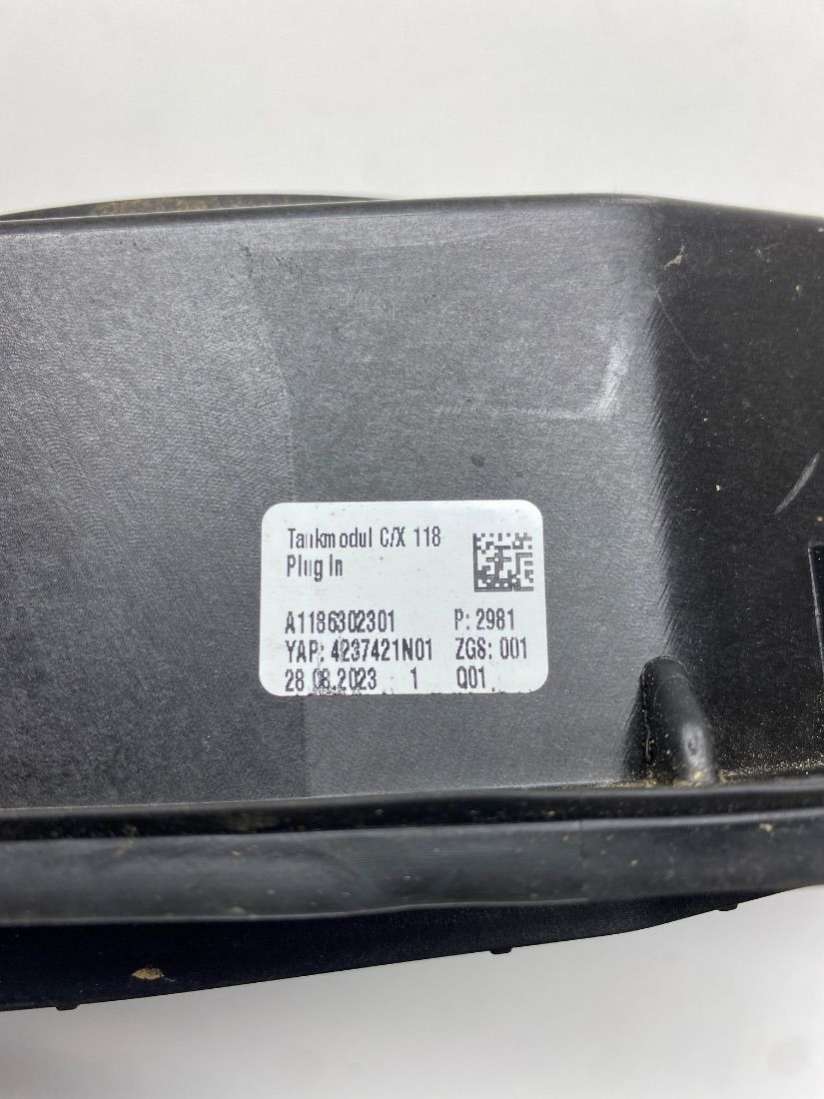 Tankmodul C/X 118
Plug In
A1186302301 P: 2981
YAP: 4237421N01 ZGS: 001
28.08.2023 1 Q01